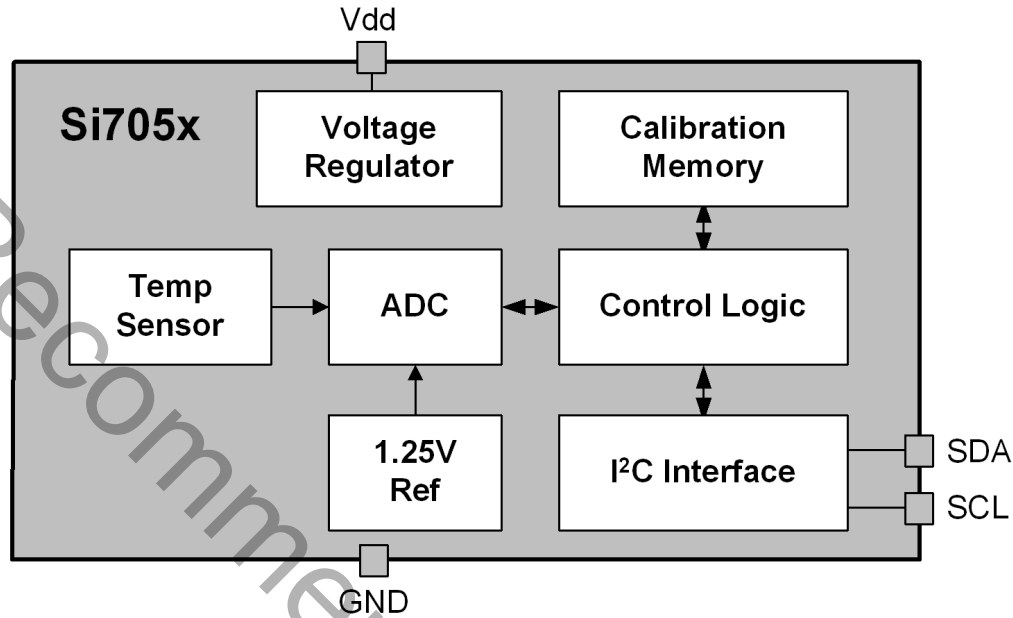 Vdd
Si705x
Voltage
Regulator
Calibration
Memory
Temp
Sensor
ADC
Control Logic
1.25V
Ref
I²C Interface
SDA
SCL
GND